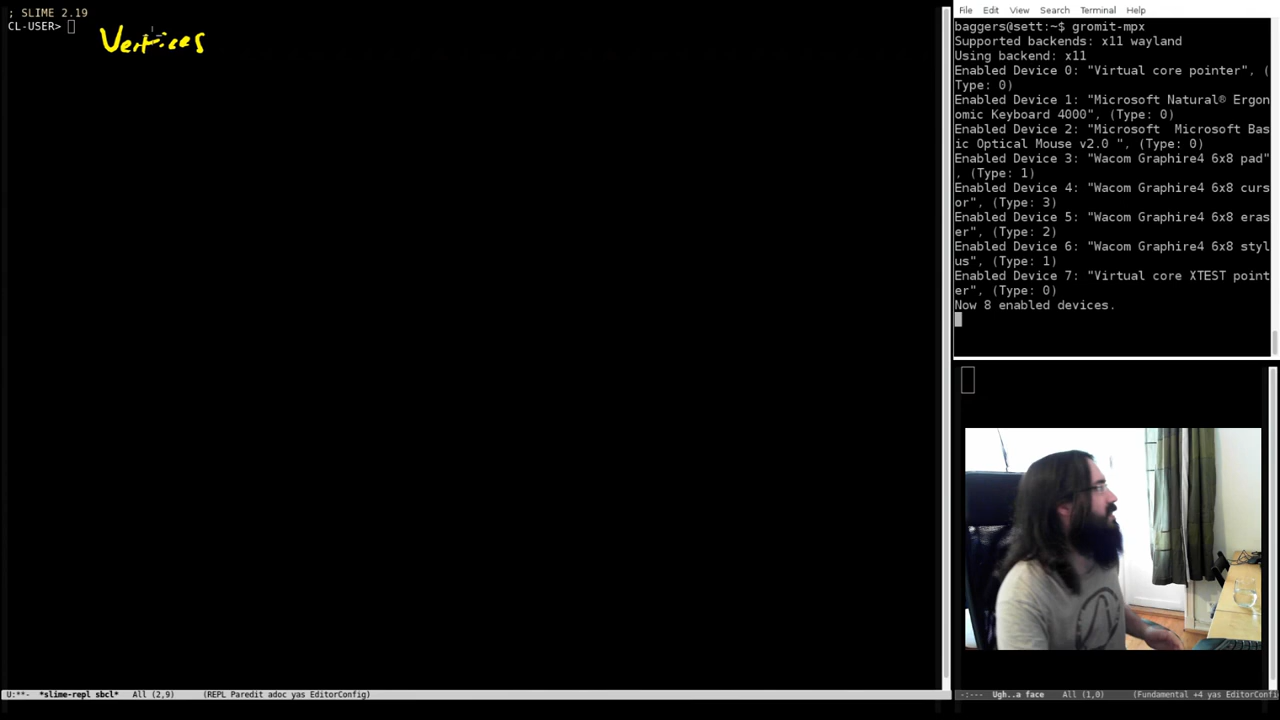 ; SLIME 2.19
CL-USER>
Vertices
File Edit View Search Terminal Help
baggers@sett:~$ gromit-mpx
Supported backends: x11 wayland
Using backend: x11
Enabled Device 0: "Virtual core pointer", (
Type: 0)
Enabled Device 1: "Microsoft Natural® Ergon
omic Keyboard 4000", (Type: 0)
Enabled Device 2: "Microsoft  Microsoft Bas
ic Optical Mouse v2.0 ", (Type: 0)
Enabled Device 3: "Wacom Graphire4 6x8 pad"
, (Type: 1)
Enabled Device 4: "Wacom Graphire4 6x8 curs
or", (Type: 3)
Enabled Device 5: "Wacom Graphire4 6x8 eras
er", (Type: 2)
Enabled Device 6: "Wacom Graphire4 6x8 styl
us", (Type: 1)
Enabled Device 7: "Virtual core XTEST point
er", (Type: 0)
Now 8 enabled devices.
U:**-  *slime-repl sbcl*   All (2,9)      (REPL Paredit adoc yas EditorConfig)
-:---  Ugh..a face    All (1,0)      (Fundamental +4 yas EditorConfi